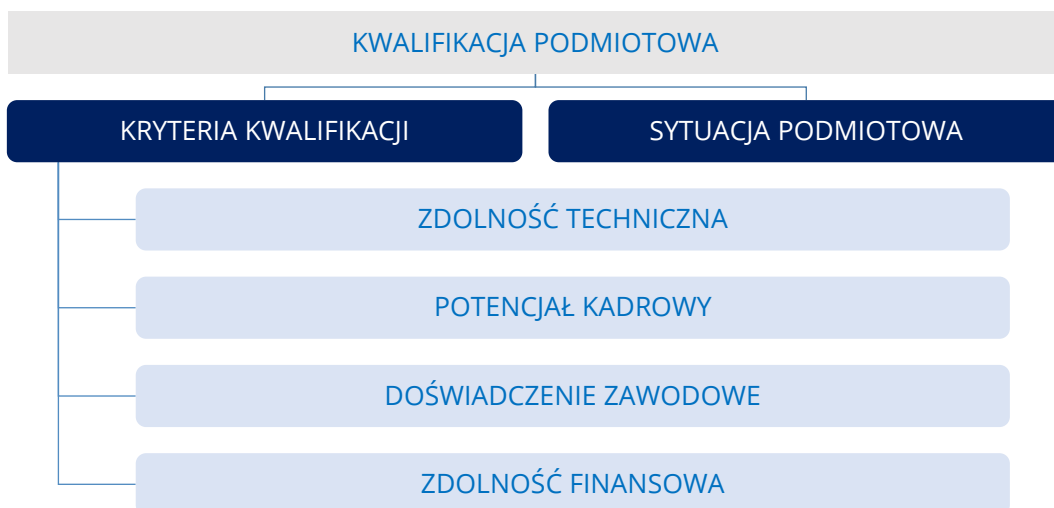 KWALIFIKACJA PODMIOTOWA
KRYTERIA KWALIFIKACJI
SYTUACJA PODMIOTOWA
ZDOLNOŚĆ TECHNICZNA
POTENCJAŁ KADROWY
DOŚWIADCZENIE ZAWODOWE
ZDOLNOŚĆ FINANSOWA